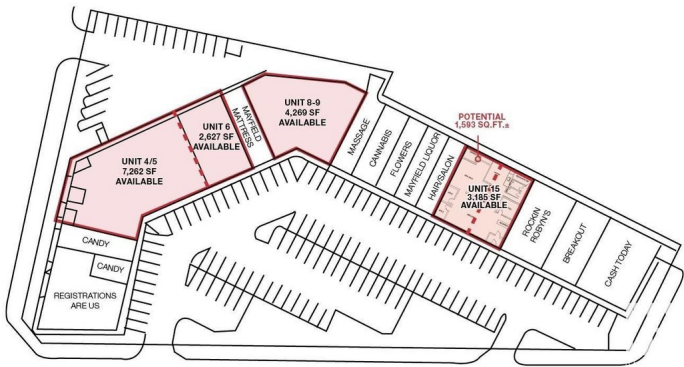 UNIT 4/5
7,262 SF
AVAILABLE
UNIT 6
2,627 SF
AVAILABLE
MAYFIELD
MATTRESS
UNIT 8-9
4,269 SF
AVAILABLE
MASSAGE
CANNABIS
FLOWERS
MAYFIELD LIQUOR
HAIR/SALON
POTENTIAL
1,593 SQ.FT.±
UNIT 15
3,185 SF
AVAILABLE
ROCKIN
ROBYN'S
BREAKOUT
CASH TODAY
CANDY
CANDY
REGISTRATIONS
ARE US